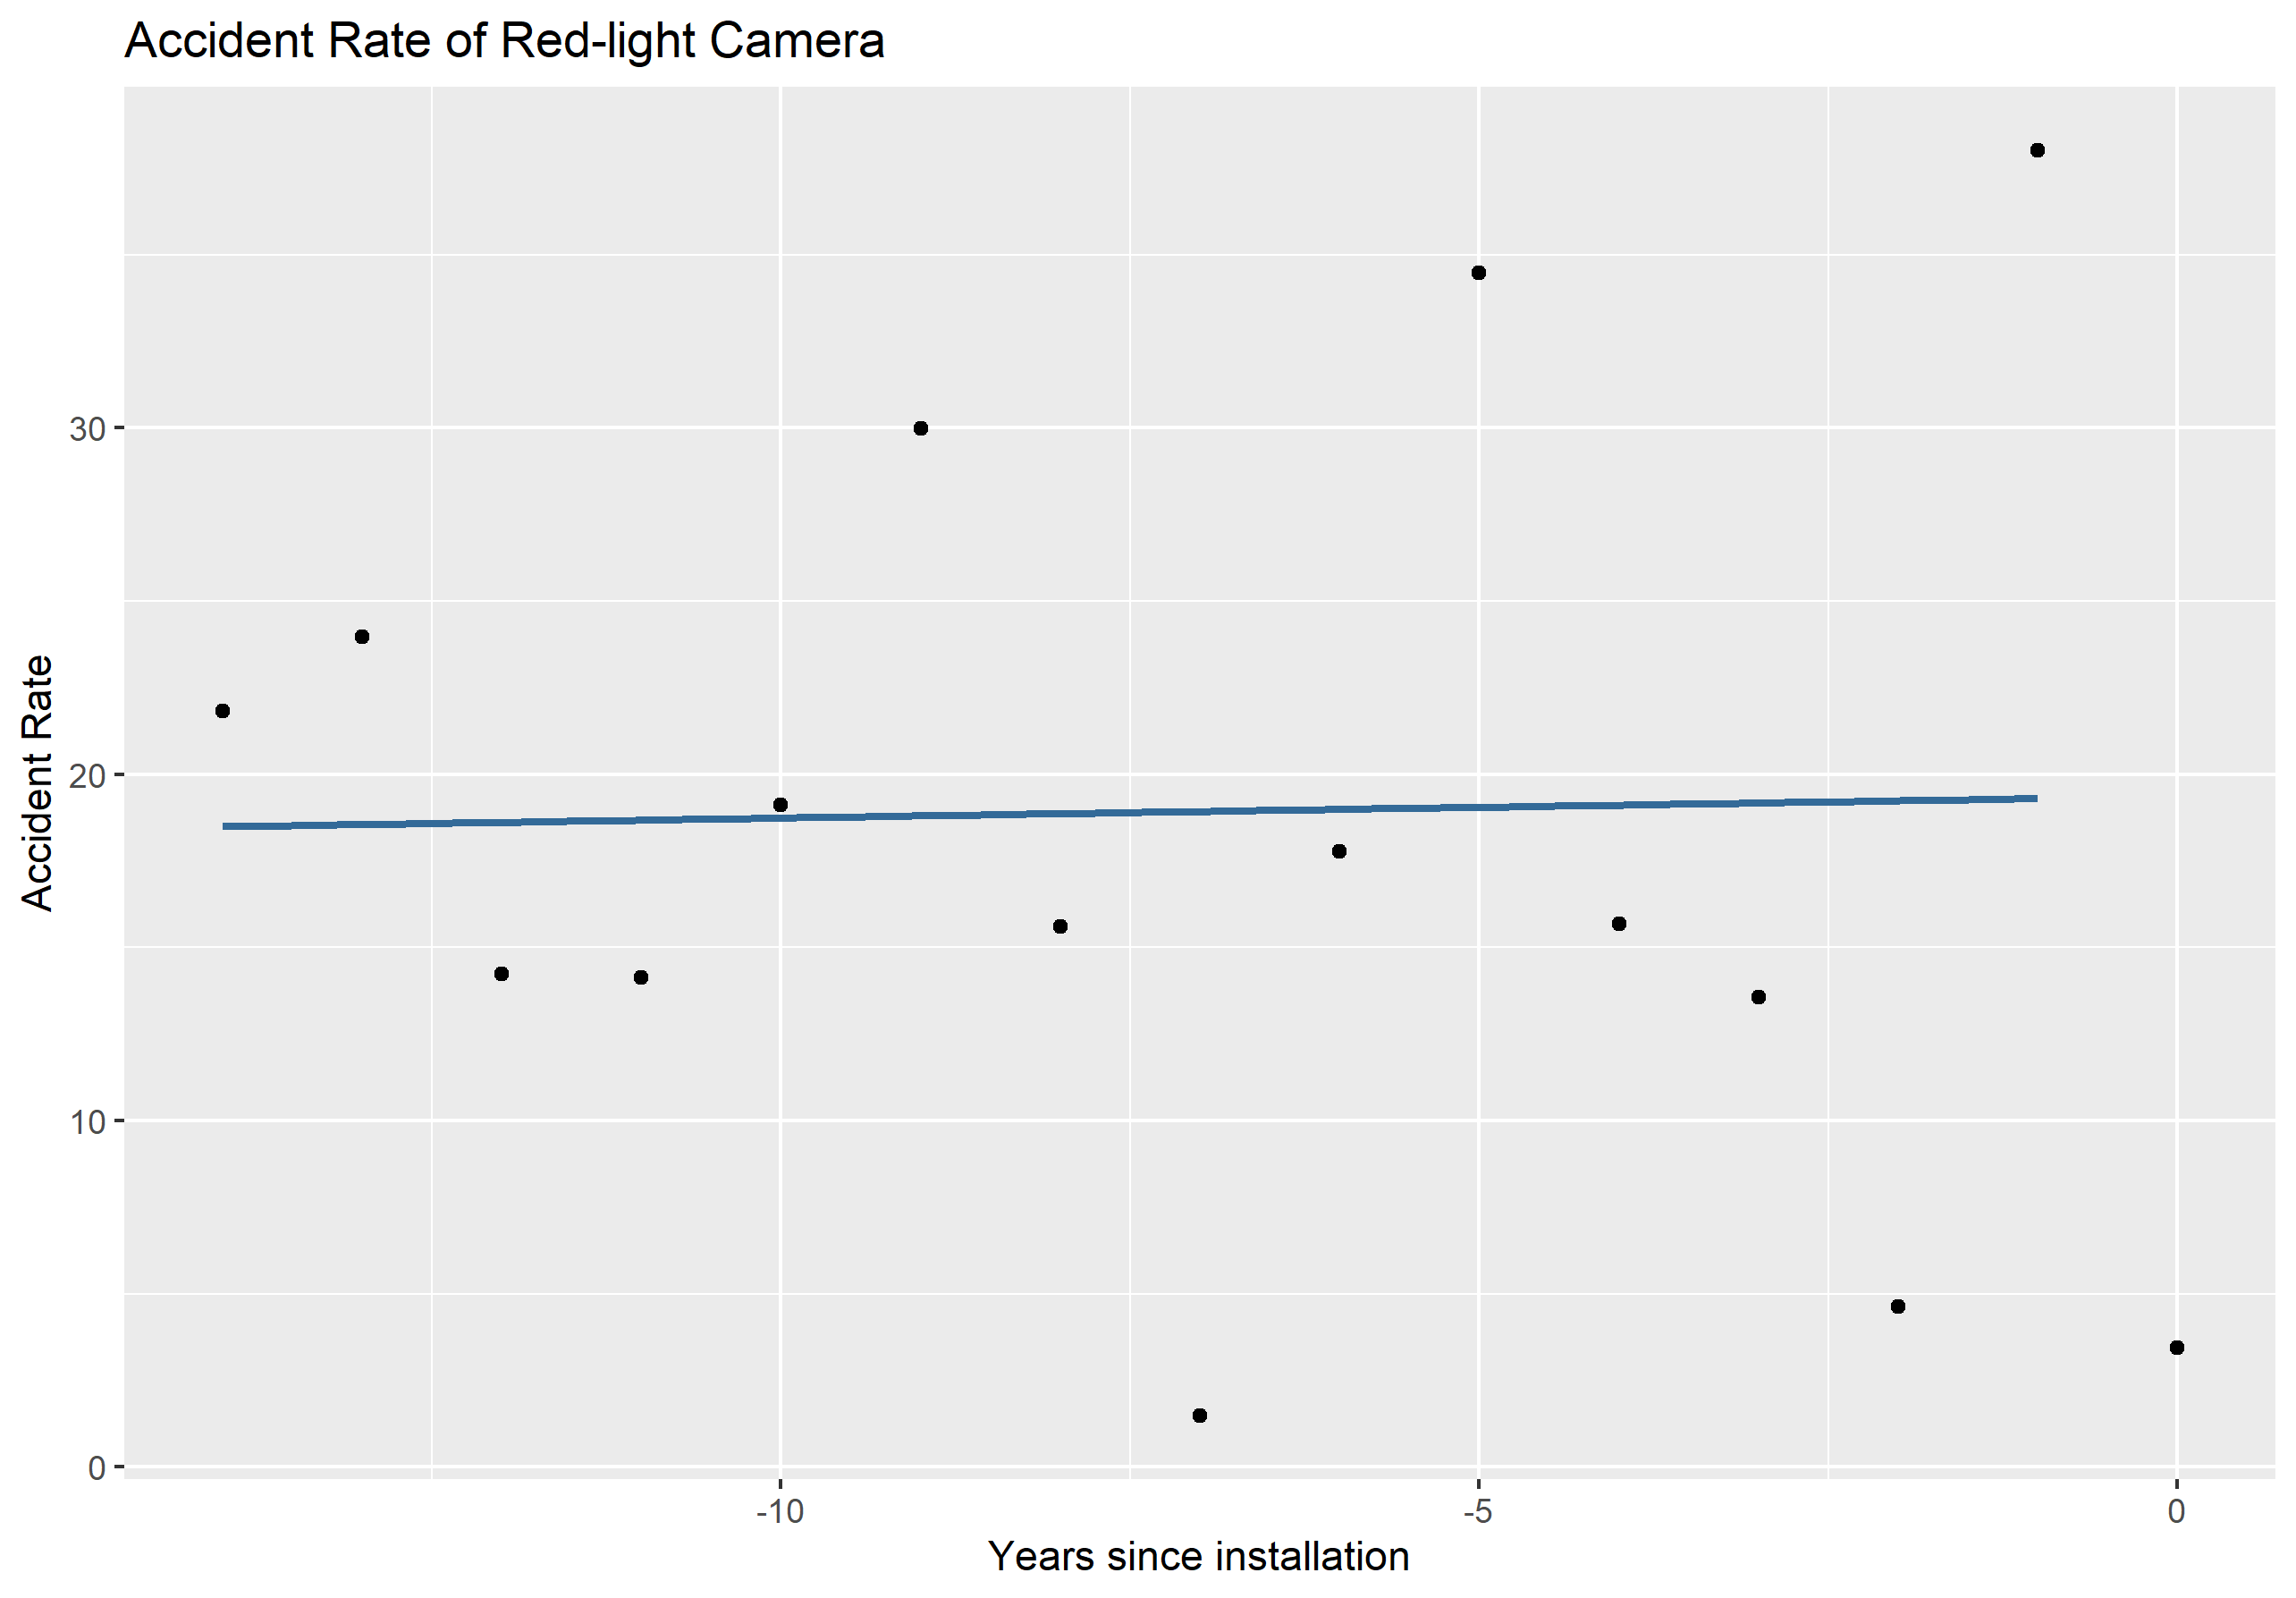 Accident Rate of Red-light Camera
Accident Rate
30
20
10
0
-10
-5
0
Years since installation